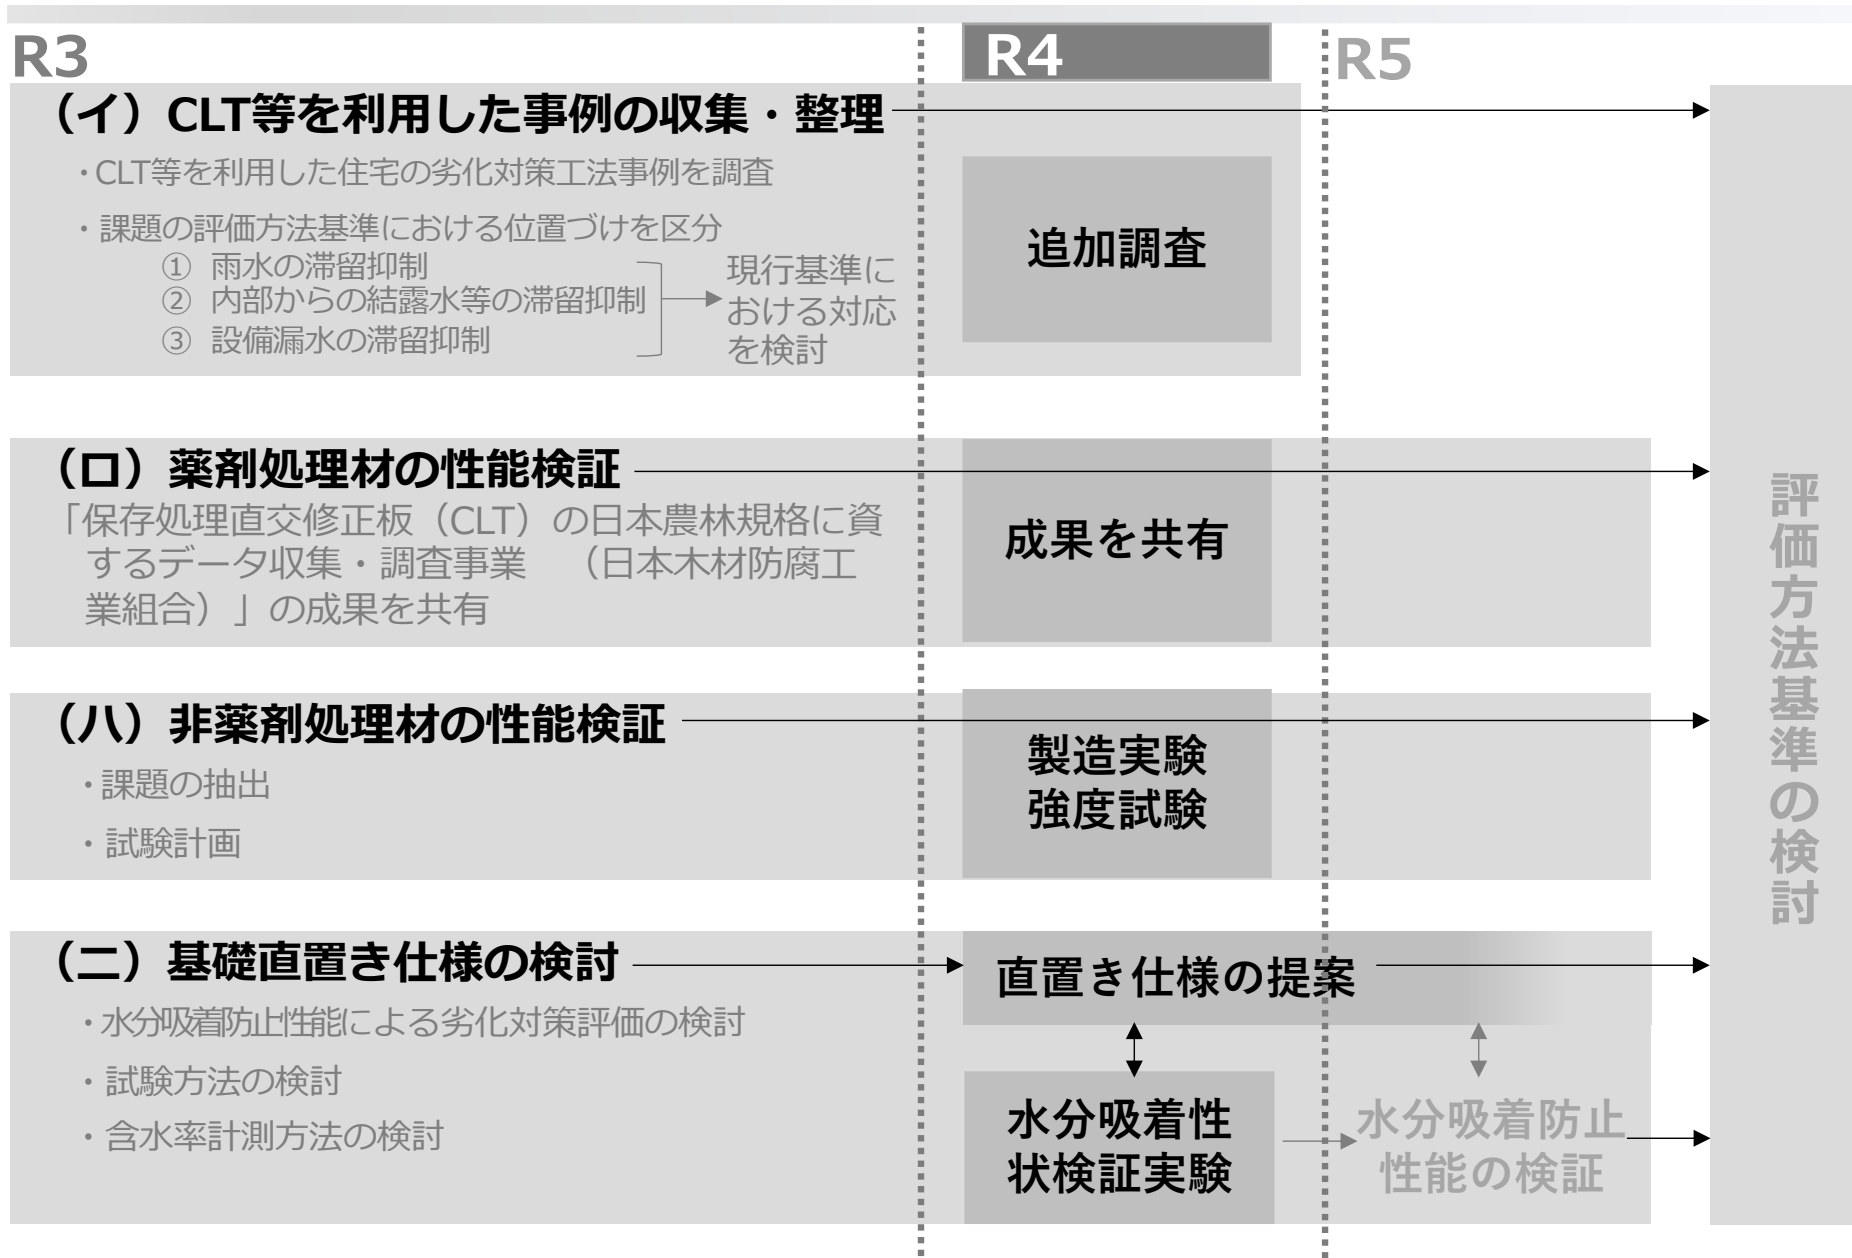 R3
R4
R5
（イ）CLT等を利用した事例の収集・整理
・CLT等を利用した住宅の劣化対策工法事例を調査
・課題の評価方法基準における位置づけを区分
① 雨水の滞留抑制
② 内部からの結露水等の滞留抑制
③ 設備漏水の滞留抑制
現行基準に
おける対応
を検討
追加調査
（ロ）薬剤処理材の性能検証
「保存処理直交修正板（CLT）の日本農林規格に資
するデータ収集・調査事業　（日本木材防腐工
業組合）」の成果を共有
成果を共有
（ハ）非薬剤処理材の性能検証
・課題の抽出
・試験計画
製造実験
強度試験
（ニ）基礎直置き仕様の検討
・水分吸着防止性能による劣化対策評価の検討
・試験方法の検討
・含水率計測方法の検討
直置き仕様の提案
水分吸着性
状検証実験
水分吸着防止
性能の検証
評価方法基準の検討